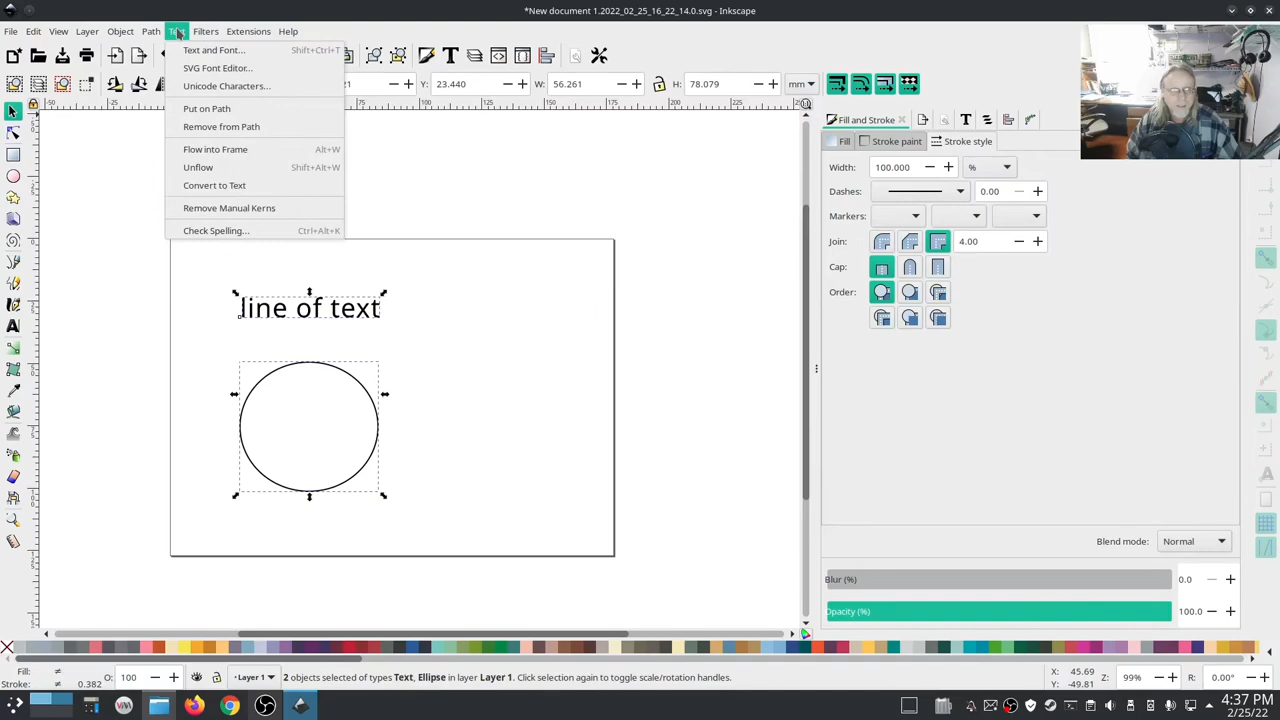 *New document 1.2022_02_25_16_22_14.0.svg - Inkscape
File Edit View Layer Object Path Text Filters Extensions Help
Text and Font... Shift+Ctrl+T
SVG Font Editor...
Unicode Characters...
Put on Path
Remove from Path
Flow into Frame Alt+W
Unflow Shift+Alt+W
Convert to Text
Remove Manual Kerns
Check Spelling... Ctrl+Alt+K
Y: 23.440 W: 56.261 H: 78.079 mm
Fill and Stroke
Fill Stroke paint Stroke style
Width: 100.000 %
Dashes: 0.00
Markers:
Join: 4.00
Cap:
Order:
line of text
Blend mode: Normal
Blur (%) 0.0
Opacity (%) 100.0
Fill: ≠
Stroke: ≠ 0.382 O: 100
Layer 1
2 objects selected of types Text, Ellipse in layer Layer 1. Click selection again to toggle scale/rotation handles.
X: 45.69
Y: -49.81
Z: 99% R: 0.00°
4:37 PM
2/25/22